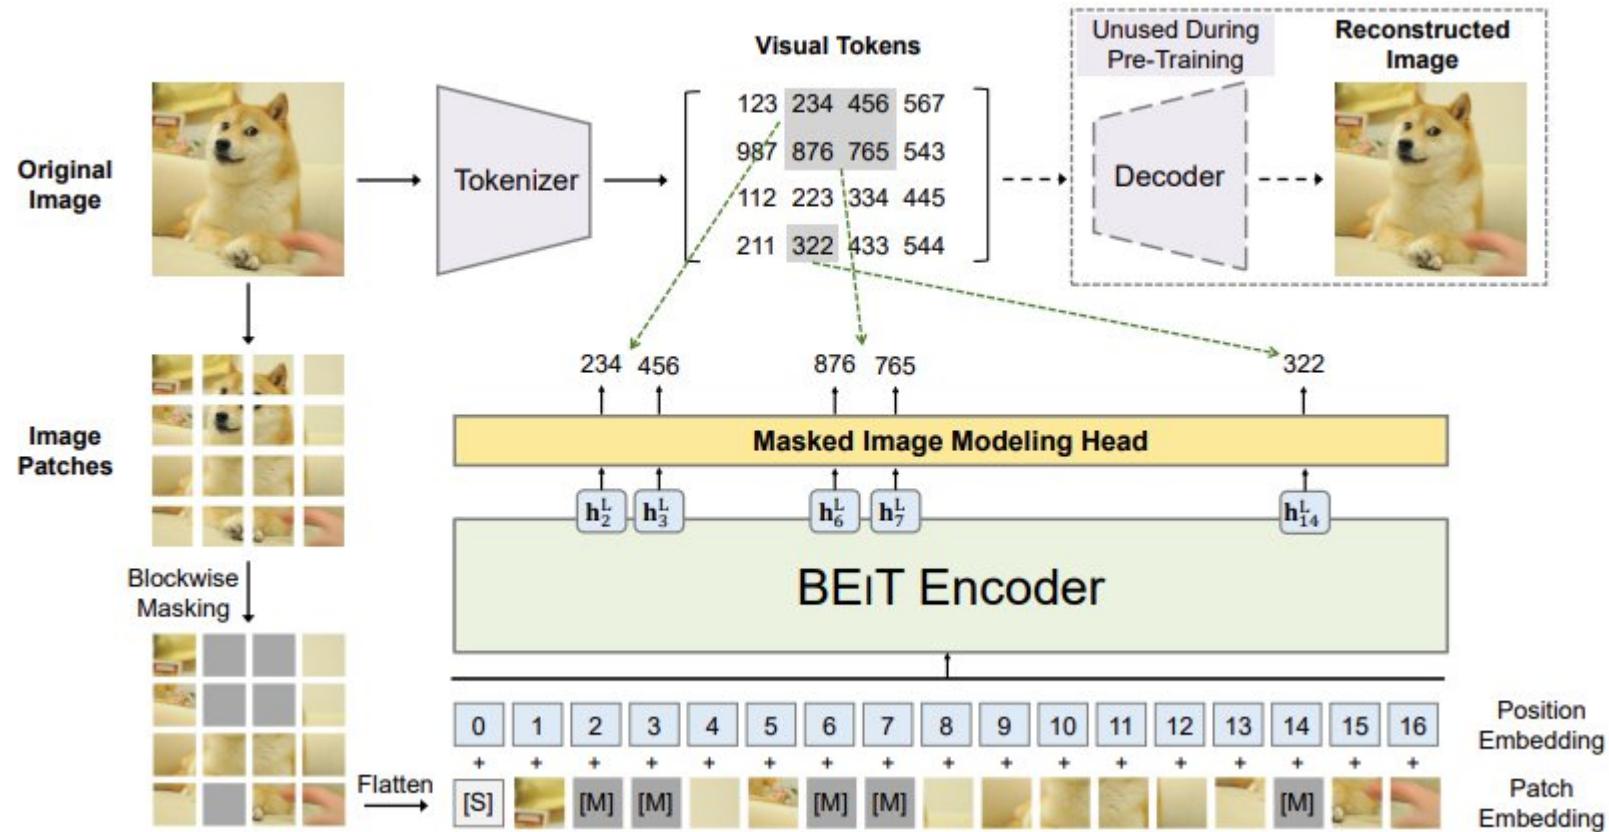 Visual Tokens
Unused During
Pre-Training
Reconstructed
Image
Original
Image
Tokenizer
123 234 456 567
987 876 765 543
112 223 334 445
211 322 433 544
Decoder
234 456 876 765 322
Image
Patches
Masked Image Modeling Head
h₂ᴸ h₃ᴸ h₆ᴸ h₇ᴸ h₁₄ᴸ
BEIT Encoder
Blockwise
Masking
0 1 2 3 4 5 6 7 8 9 10 11 12 13 14 15 16
Position
Embedding
+ + + + + + + + + + + + + + + + +
Flatten
[S] [M] [M] [M] [M] [M]
Patch
Embedding